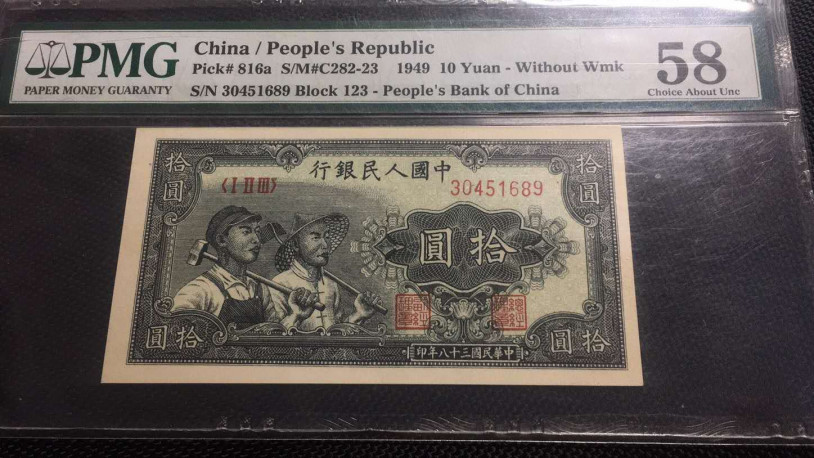 PMG
PAPER MONEY GUARANTY
China / People's Republic
Pick# 816a S/M#C282-23 1949 10 Yuan - Without Wmk
S/N 30451689 Block 123 - People's Bank of China
58
Choice About Unc
拾圓
中國人民銀行
拾圓
〈I II III〉
30451689
拾圓
拾圓
拾圓
中華民國三十八年印